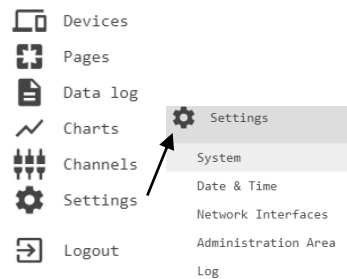 Devices
Pages
Data log
Charts
Channels
Settings
Logout
Settings
System
Date & Time
Network Interfaces
Administration Area
Log